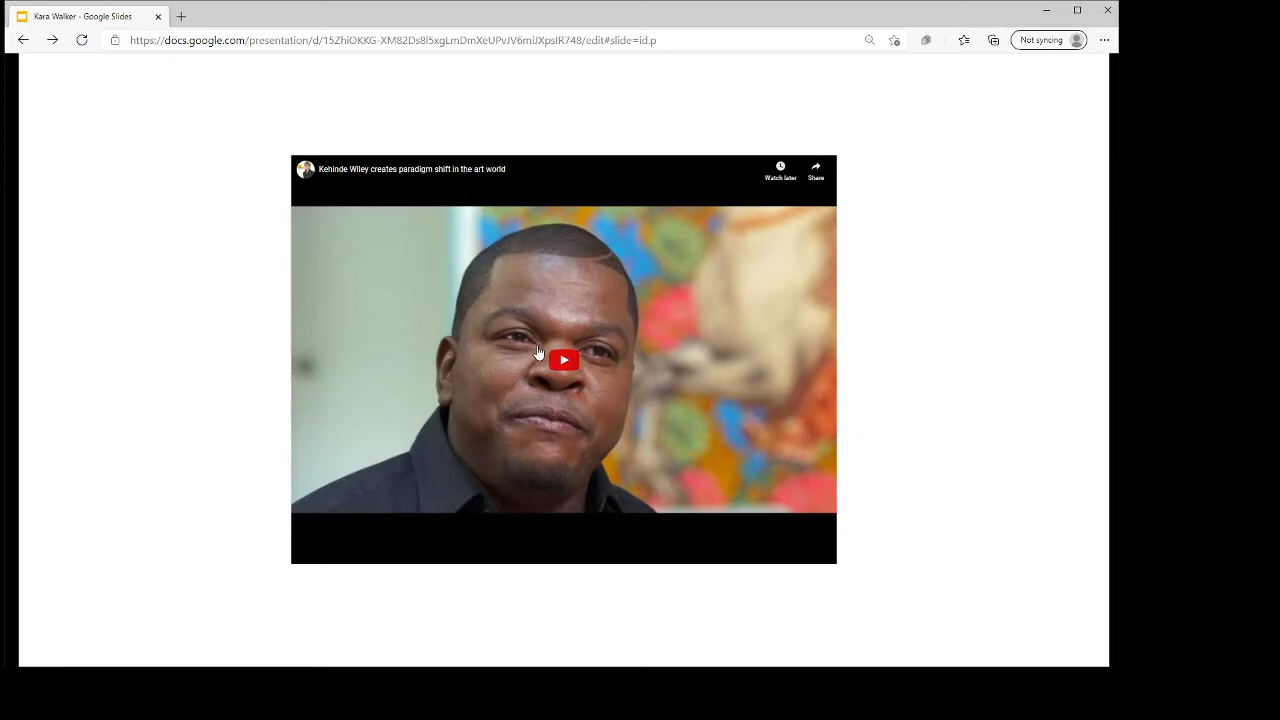 Kara Walker - Google Slides
https://docs.google.com/presentation/d/15ZhiOKKG-XM82Ds8l5xgLmDmXeUPvJV6miJXpsIR748/edit#slide=id.p
Not syncing
Kehinde Wiley creates paradigm shift in the art world
Watch later
Share